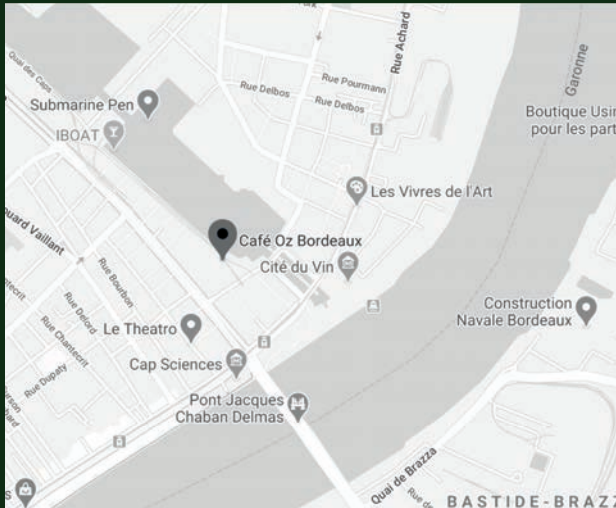 Quai des Caps
Submarine Pen
IBOAT
Rue Delbos
Rue Pourmann
Rue Delbos
Rue Achard
Garonne
Boutique Usin
pour les part
Les Vivres de l'Art
Café Oz Bordeaux
Cité du Vin
ouard Vaillant
Rue Bourbon
Rue Delord
Rue Chantecrit
Rue Dupaty
Le Theatro
Cap Sciences
Construction
Navale Bordeaux
Pont Jacques
Chaban Delmas
Quai de Brazza
BASTIDE-BRAZZ